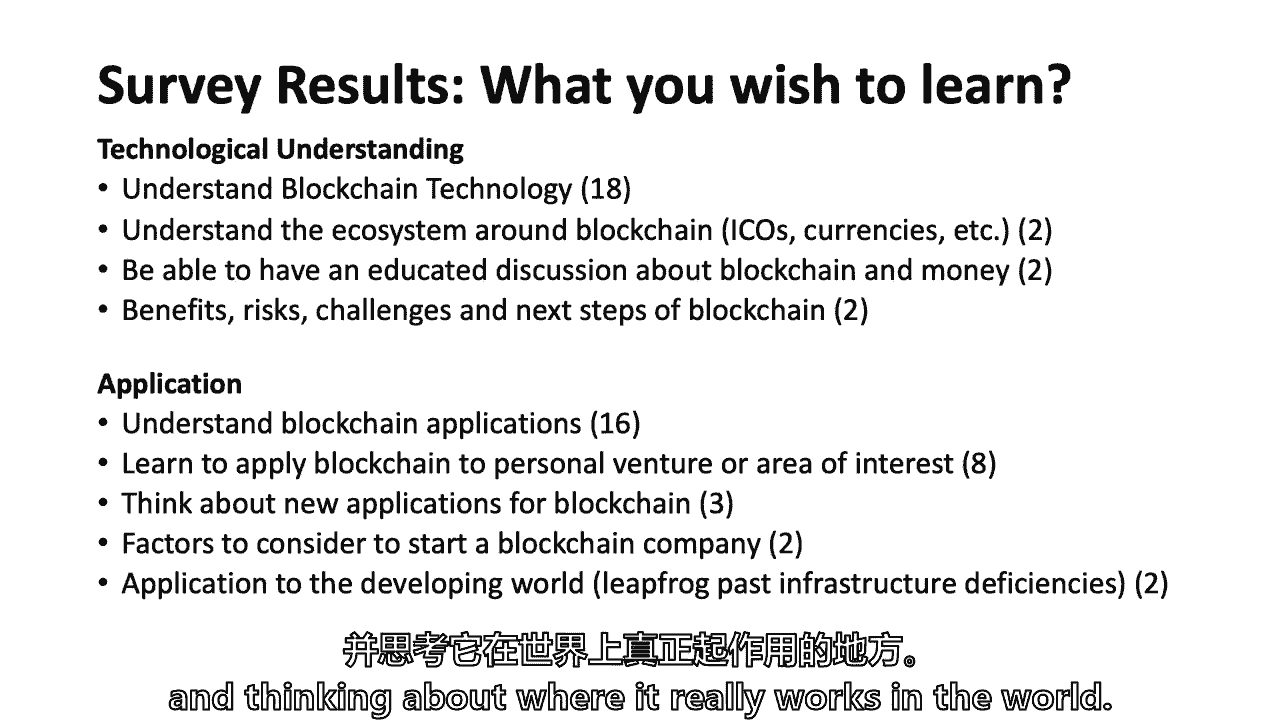 Survey Results: What you wish to learn?
Technological Understanding
• Understand Blockchain Technology (18)
• Understand the ecosystem around blockchain (ICOs, currencies, etc.) (2)
• Be able to have an educated discussion about blockchain and money (2)
• Benefits, risks, challenges and next steps of blockchain (2)
Application
• Understand blockchain applications (16)
• Learn to apply blockchain to personal venture or area of interest (8)
• Think about new applications for blockchain (3)
• Factors to consider to start a blockchain company (2)
• Application to the developing world (leapfrog past infrastructure deficiencies) (2)
并思考它在世界上真正起作用的地方。
and thinking about where it really works in the world.